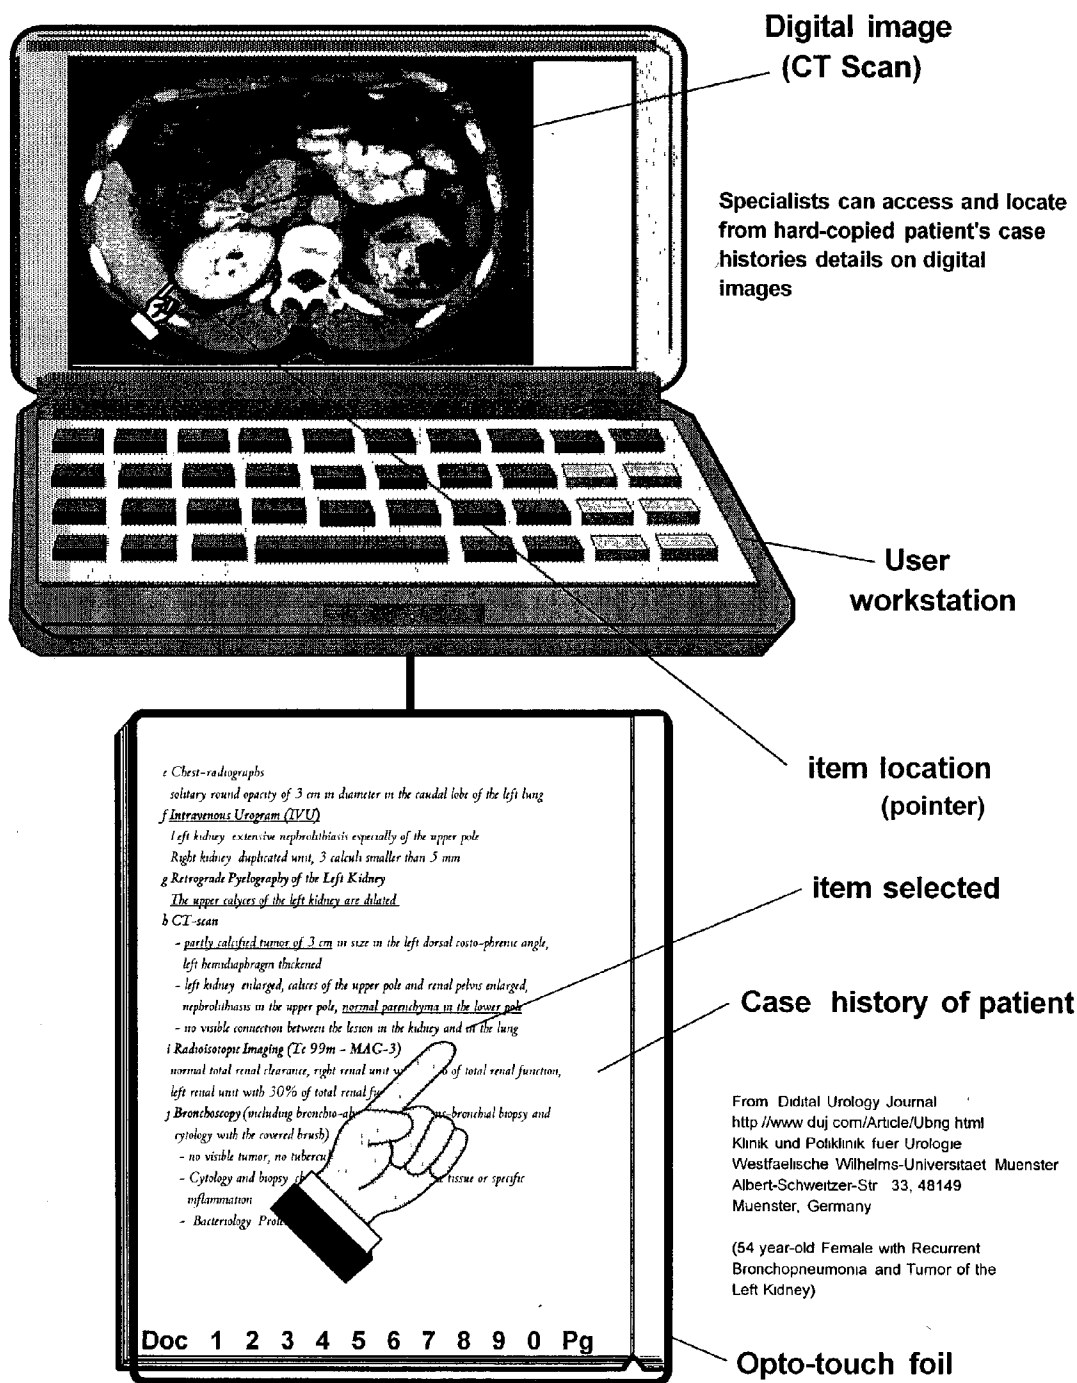 Digital image
(CT Scan)
Specialists can access and locate
from hard-copied patient's case
histories details on digital
images
User
workstation
item location
(pointer)
item selected
Case history of patient
e Chest-radiographs
solitary round opacity of 3 cm in diameter in the caudal lobe of the left lung
f Intravenous Urogram (IVU)
Left kidney extensive nephrolithiasis especially of the upper pole
Right kidney duplicated unit, 3 calculi smaller than 5 mm
g Retrograde Pyelography of the Left Kidney
The upper calyces of the left kidney are dilated
h CT-scan
- partly calcified tumor of 3 cm in size in the left dorsal costo-phrenic angle,
left hemidiaphragm thickened
- left kidney enlarged, calices of the upper pole and renal pelvis enlarged,
nephrolithiasis in the upper pole, normal parenchyma in the lower pole
- no visible connection between the lesion in the kidney and in the lung
i Radioisotopic Imaging (Tc 99m - MAG-3)
normal total renal clearance, right renal unit w of total renal function,
left renal unit with 30% of total renal fu
j Bronchoscopy (including broncho-al -bronchial biopsy and
cytology with the covered brush)
- no visible tumor, no tubercu
- Cytology and biopsy tissue or specific
inflammation
- Bacteriology Prote
Doc 1 2 3 4 5 6 7 8 9 0 Pg
From Didital Urology Journal
http //www duj com/Article/Ubng html
Klinik und Poliklinik fuer Urologie
Westfaelische Wilhelms-Universitaet Muenster
Albert-Schweitzer-Str 33, 48149
Muenster, Germany
(54 year-old Female with Recurrent
Bronchopneumonia and Tumor of the
Left Kidney)
Opto-touch foil